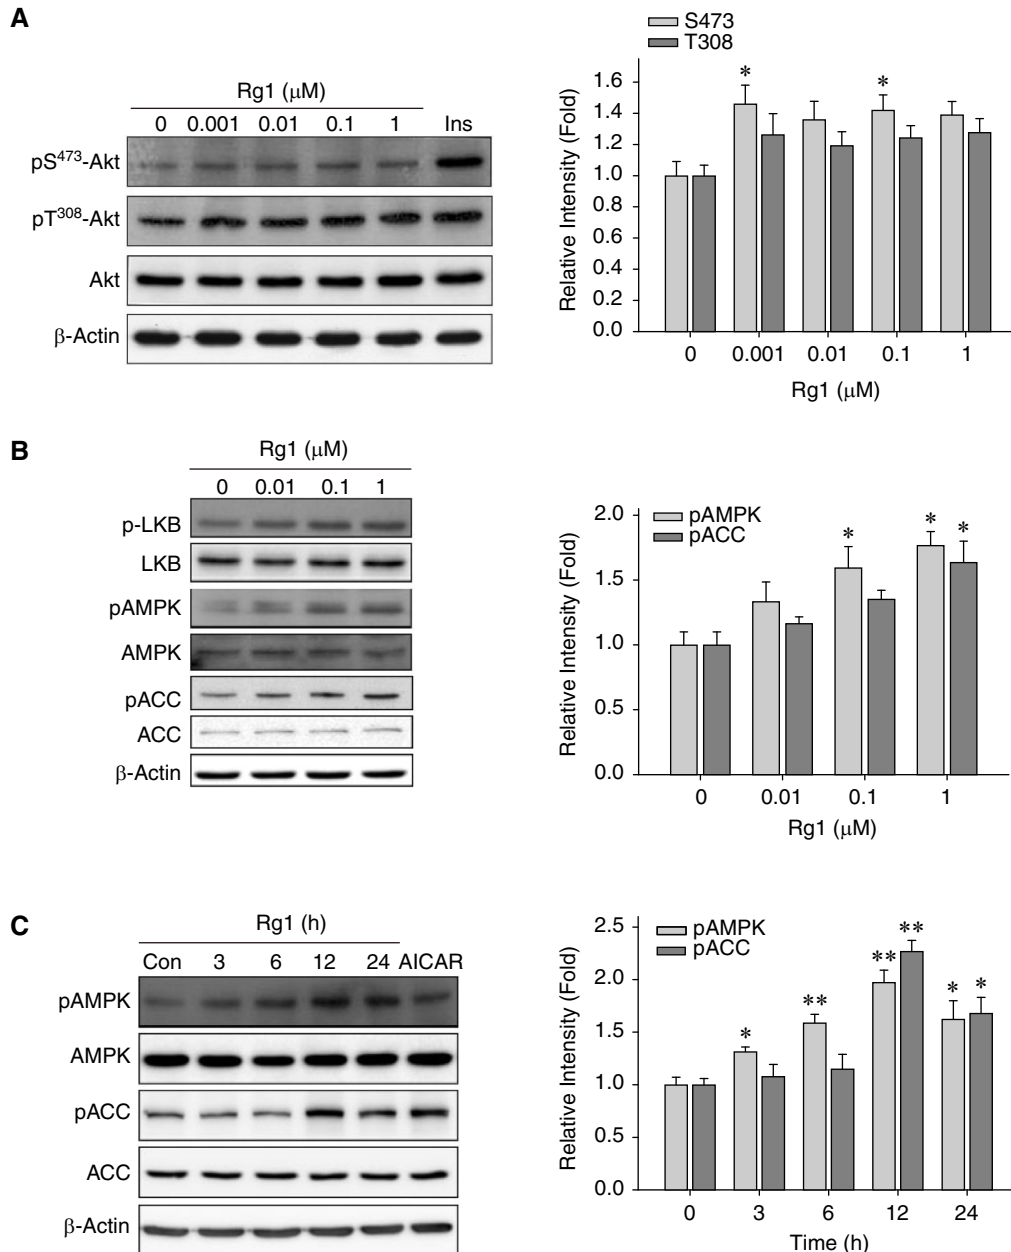 A
Rg1 (μM)
0 0.001 0.01 0.1 1 Ins
pS473-Akt
pT308-Akt
Akt
β-Actin
S473
T308
Relative Intensity (Fold)
1.6
1.4
1.2
1.0
0.8
0.6
0.4
0.2
0.0
* *
0 0.001 0.01 0.1 1
Rg1 (μM)
B
Rg1 (μM)
0 0.01 0.1 1
p-LKB
LKB
pAMPK
AMPK
pACC
ACC
β-Actin
pAMPK
pACC
Relative Intensity (Fold)
2.0
1.5
1.0
0.5
0.0
* * *
0 0.01 0.1 1
Rg1 (μM)
C
Rg1 (h)
Con 3 6 12 24 AICAR
pAMPK
AMPK
pACC
ACC
β-Actin
pAMPK
pACC
Relative Intensity (Fold)
2.5
2.0
1.5
1.0
0.5
0.0
* ** ** ** * *
0 3 6 12 24
Time (h)